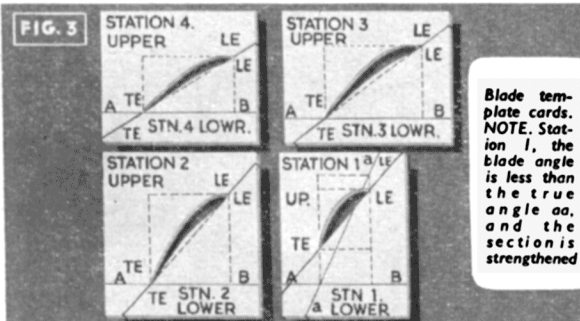 FIG. 3
STATION 4.
UPPER
LE
LE
A
TE
B
TE
STN.4 LOWR.
STATION 3
UPPER
LE
LE
A
TE
B
TE
STN.3 LOWR.
STATION 2
UPPER
LE
LE
TE
A
B
TE
STN. 2
LOWER
STATION 1
a
LE
UP.
LE
TE
A
B
a
STN 1.
LOWER
Blade tem-
plate cards.
NOTE. Stat-
ion 1, the
blade angle
is less than
the true
angle aa,
and the
section is
strengthened